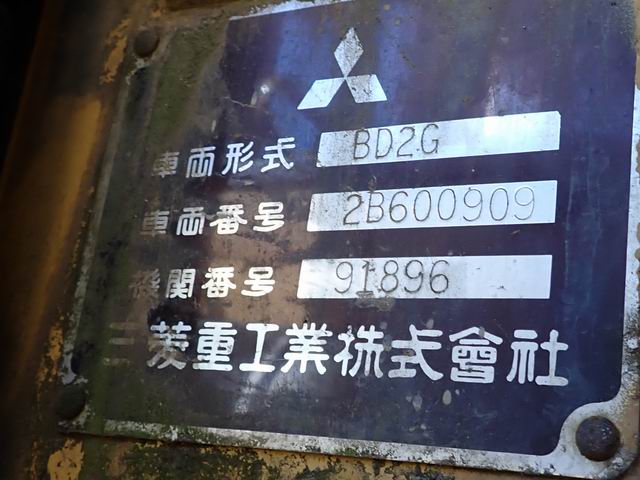 車両形式 BD2G
車両番号 2B600909
機関番号 91896
三菱重工業株式會社